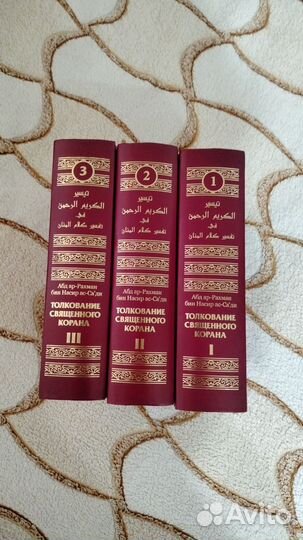 3
تيسير
الكريم الرحمن
في
تفسير كلام المنان
Абд ар-Рахман
бин Насир ас-Са'ди
ТОЛКОВАНИЕ
СВЯЩЕННОГО
КОРАНА
III
2
تيسير
الكريم الرحمن
في
تفسير كلام المنان
Абд ар-Рахман
бин Насир ас-Са'ди
ТОЛКОВАНИЕ
СВЯЩЕННОГО
КОРАНА
II
1
تيسير
الكريم الرحمن
في
تفسير كلام المنان
Абд ар-Рахман
бин Насир ас-Са'ди
ТОЛКОВАНИЕ
СВЯЩЕННОГО
КОРАНА
I
Avito